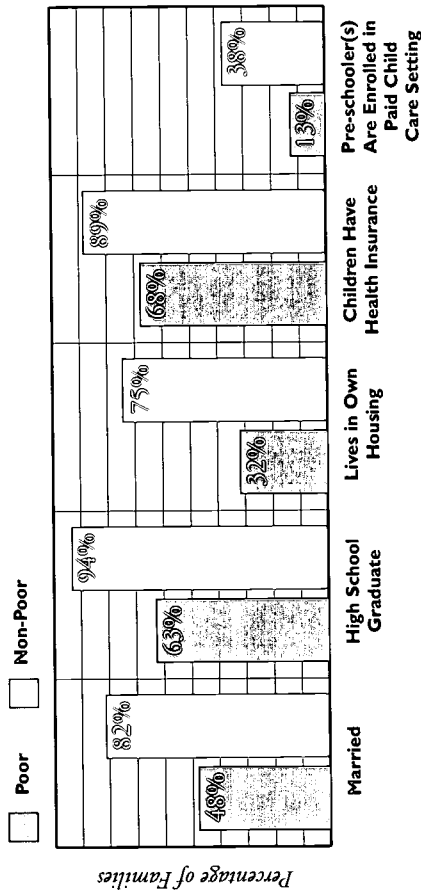 Poor
Non-Poor
Percentage of Families
48%
82%
63%
94%
32%
75%
68%
89%
13%
38%
Married
High School
Graduate
Lives in Own
Housing
Children Have
Health Insurance
Pre-schooler(s)
Are Enrolled in
Paid Child
Care Setting